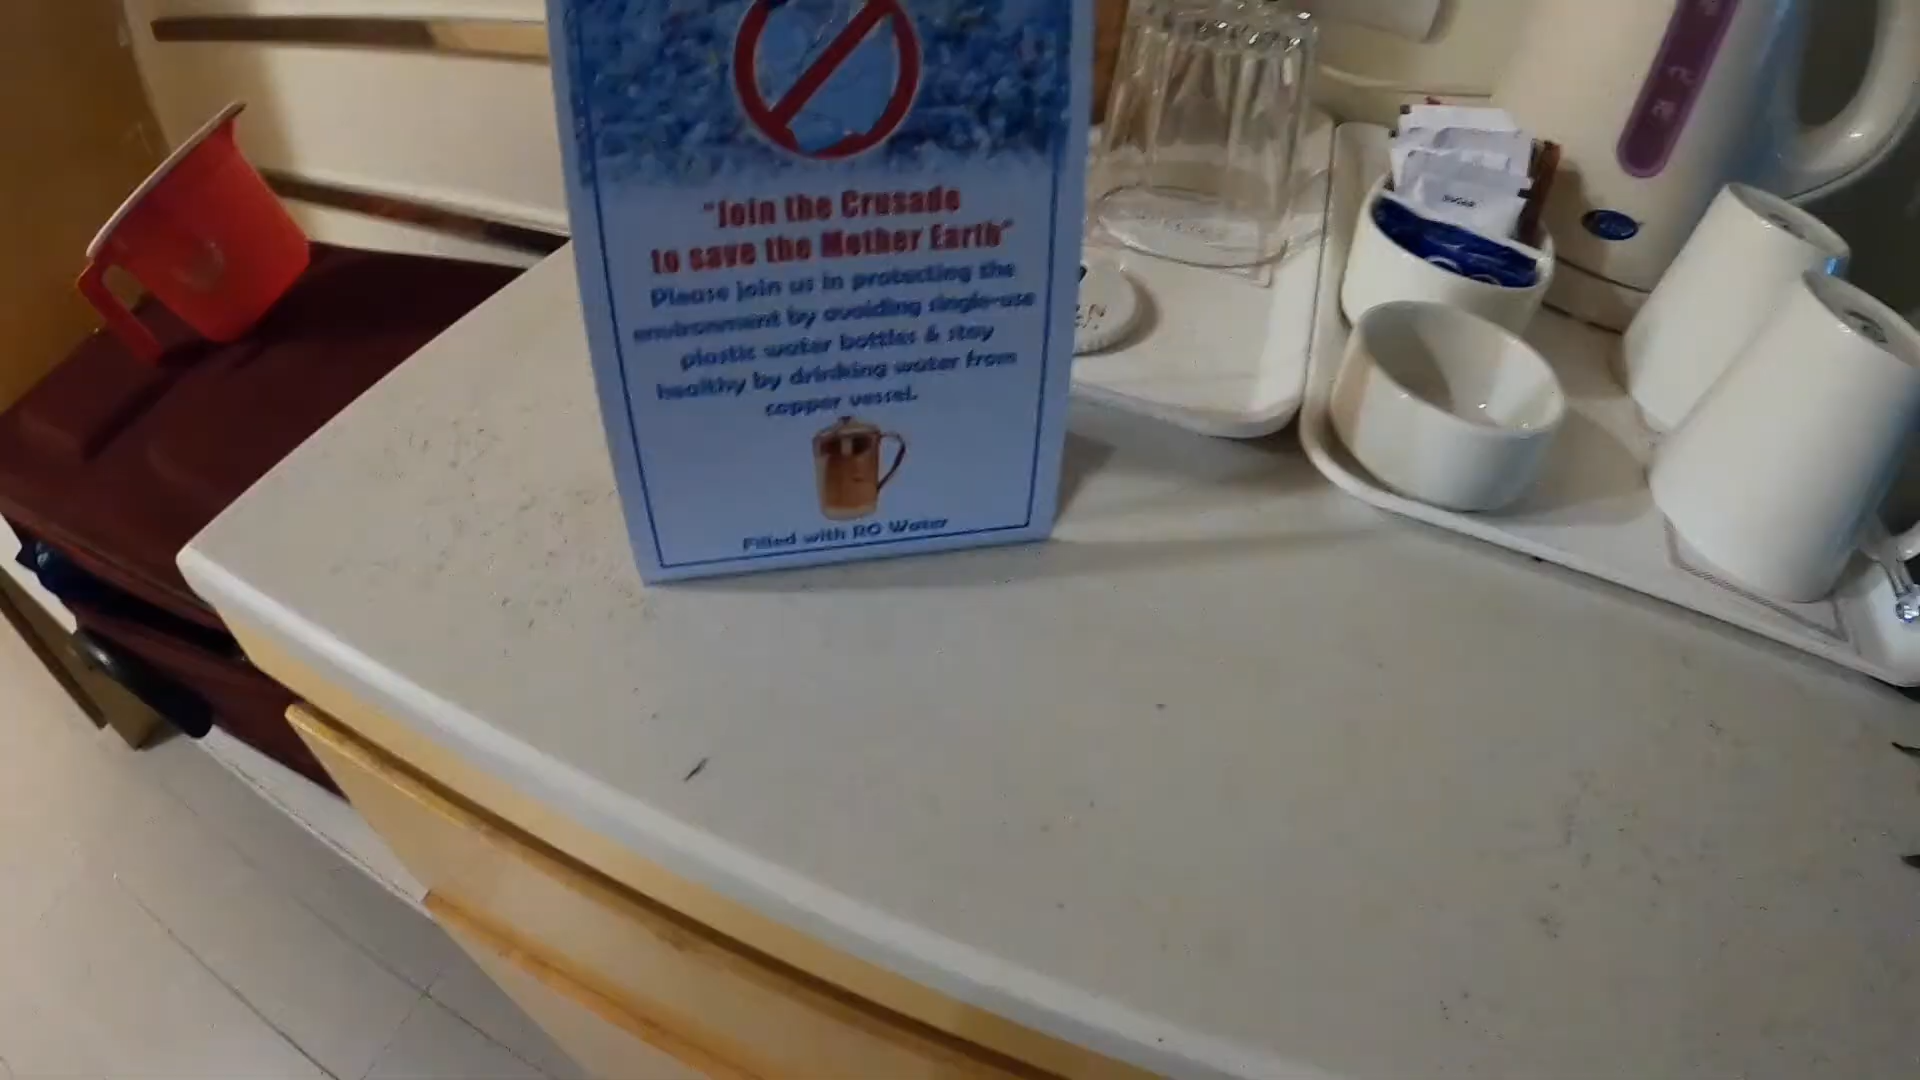 "Join the Crusade
to save the Mother Earth"
Please join us in protecting the
environment by avoiding single-use
plastic water bottles & stay
healthy by drinking water from
copper vessel.
Filled with RO Water
SUGAR